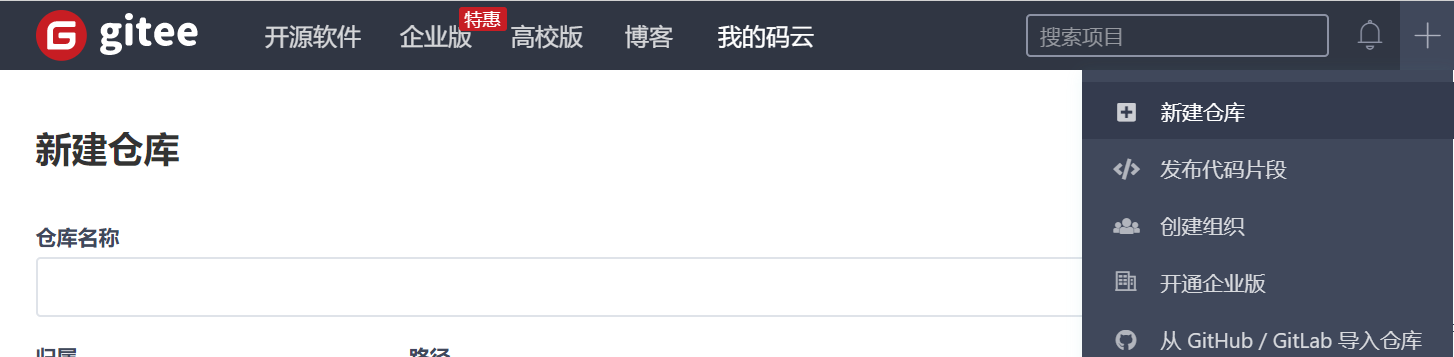 gitee 开源软件 企业版 特惠 高校版 博客 我的码云 搜索项目
新建仓库
发布代码片段
创建组织
开通企业版
从 GitHub / GitLab 导入仓库
新建仓库
仓库名称
归属 路径